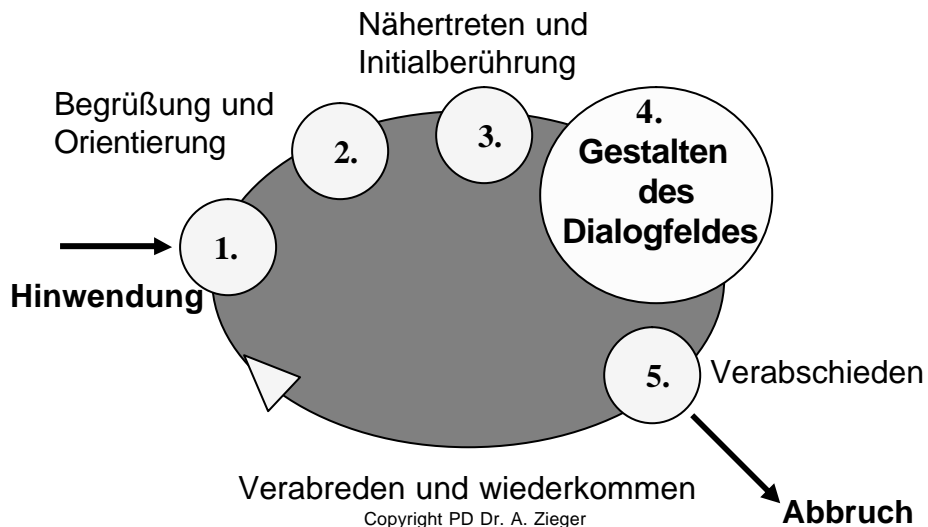 Nähertreten und
Initialberührung
Begrüßung und
Orientierung
1.
2.
3.
4.
Gestalten
des
Dialogfeldes
Hinwendung
5.
Verabschieden
Verabreden und wiederkommen
Copyright PD Dr. A. Zieger
Abbruch